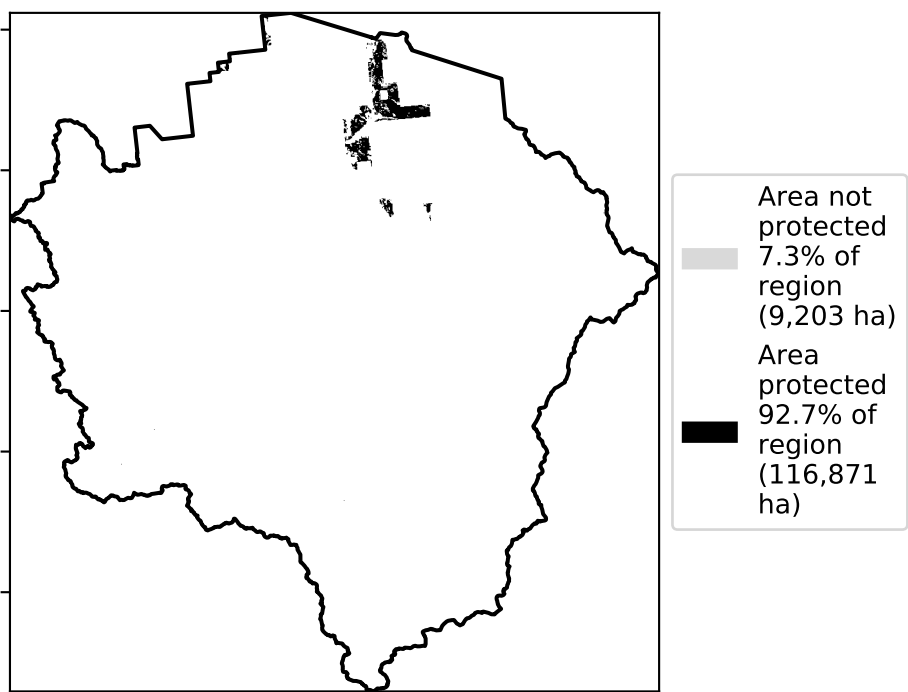 Area not
protected
7.3% of
region
(9,203 ha)
Area
protected
92.7% of
region
(116,871
ha)